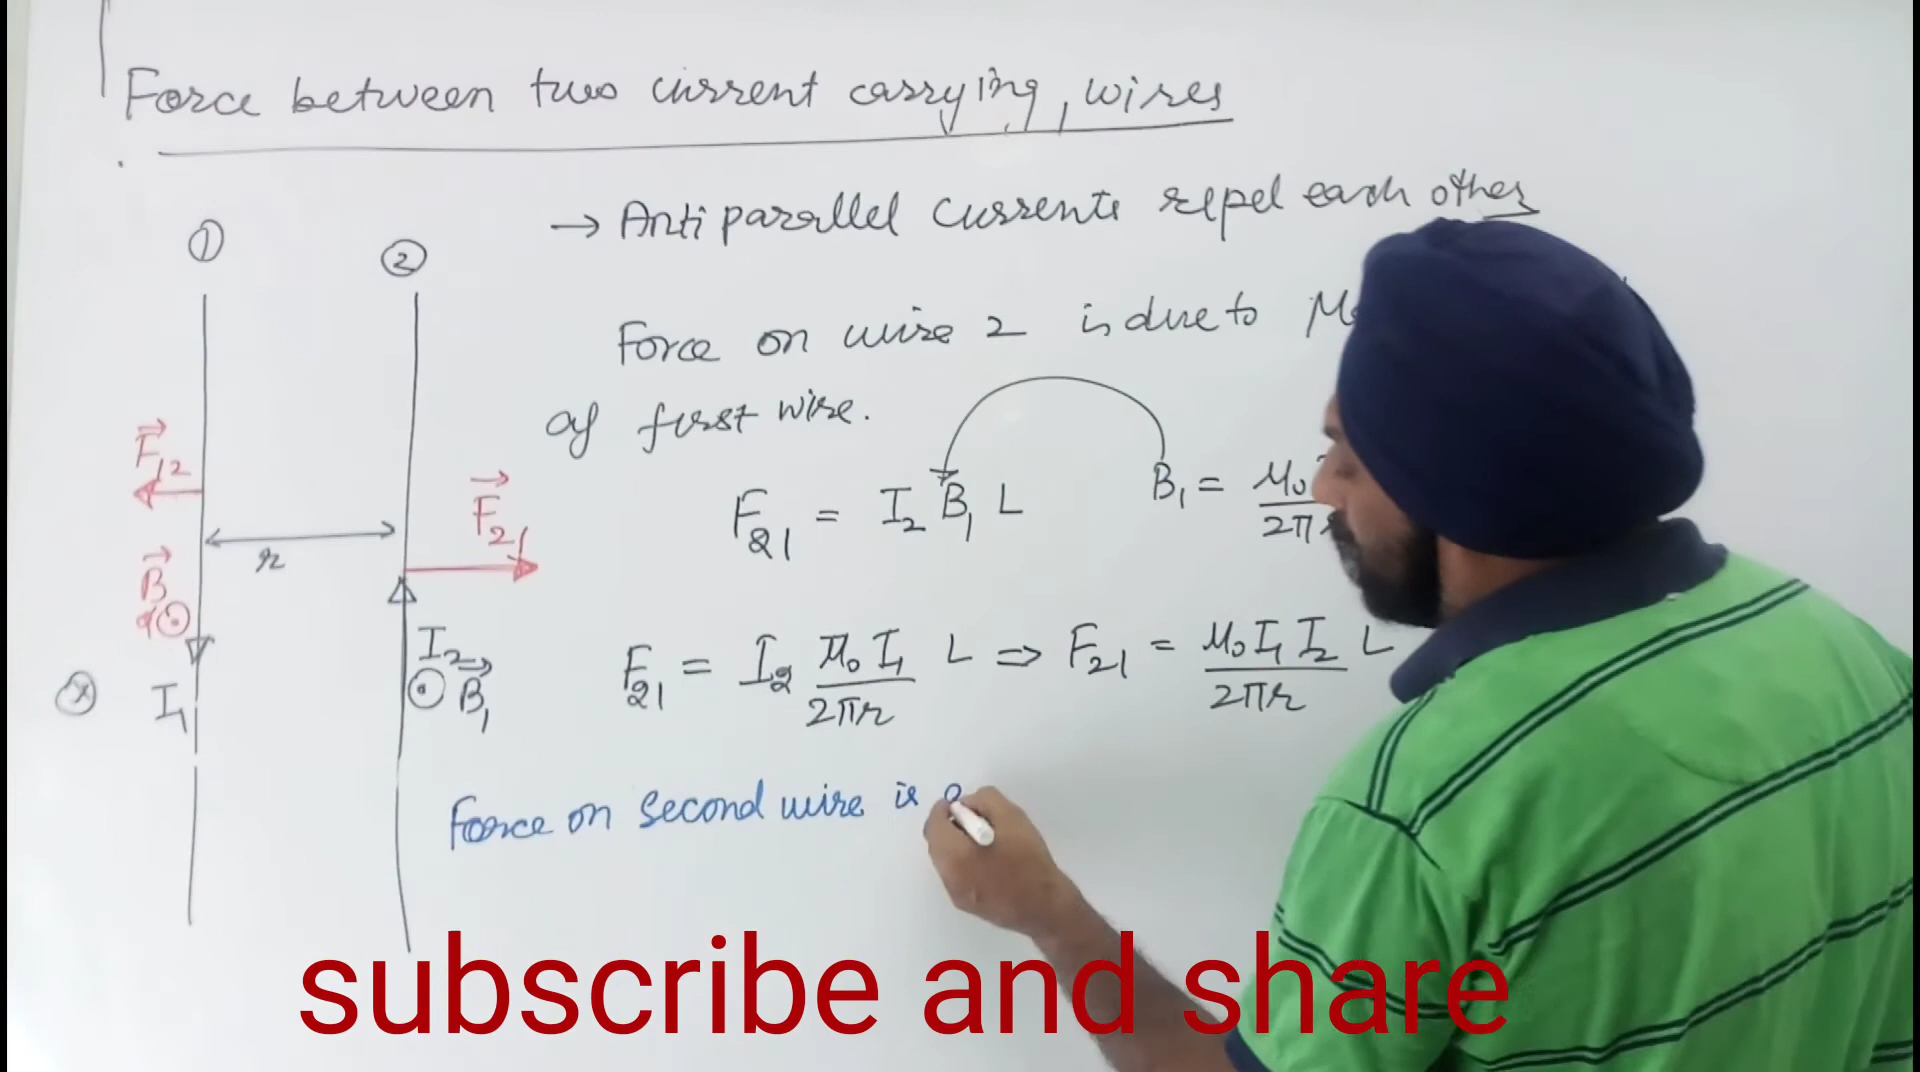 Force between two current carrying, wires
→ Anti parallel currents repel each other
① ②
Force on wire 2 is due to
of first wire.
F₁₂
F₂₁ = I₂ B₁ L B₁ = μ₀ / 2π
F₂₁
r
B
I₂
F₂₁ = I₂ μ₀ I₁ / 2πr L ⇒ F₂₁ = μ₀ I₁ I₂ / 2πr L
B₁
I₁
Force on second wire is
subscribe and share